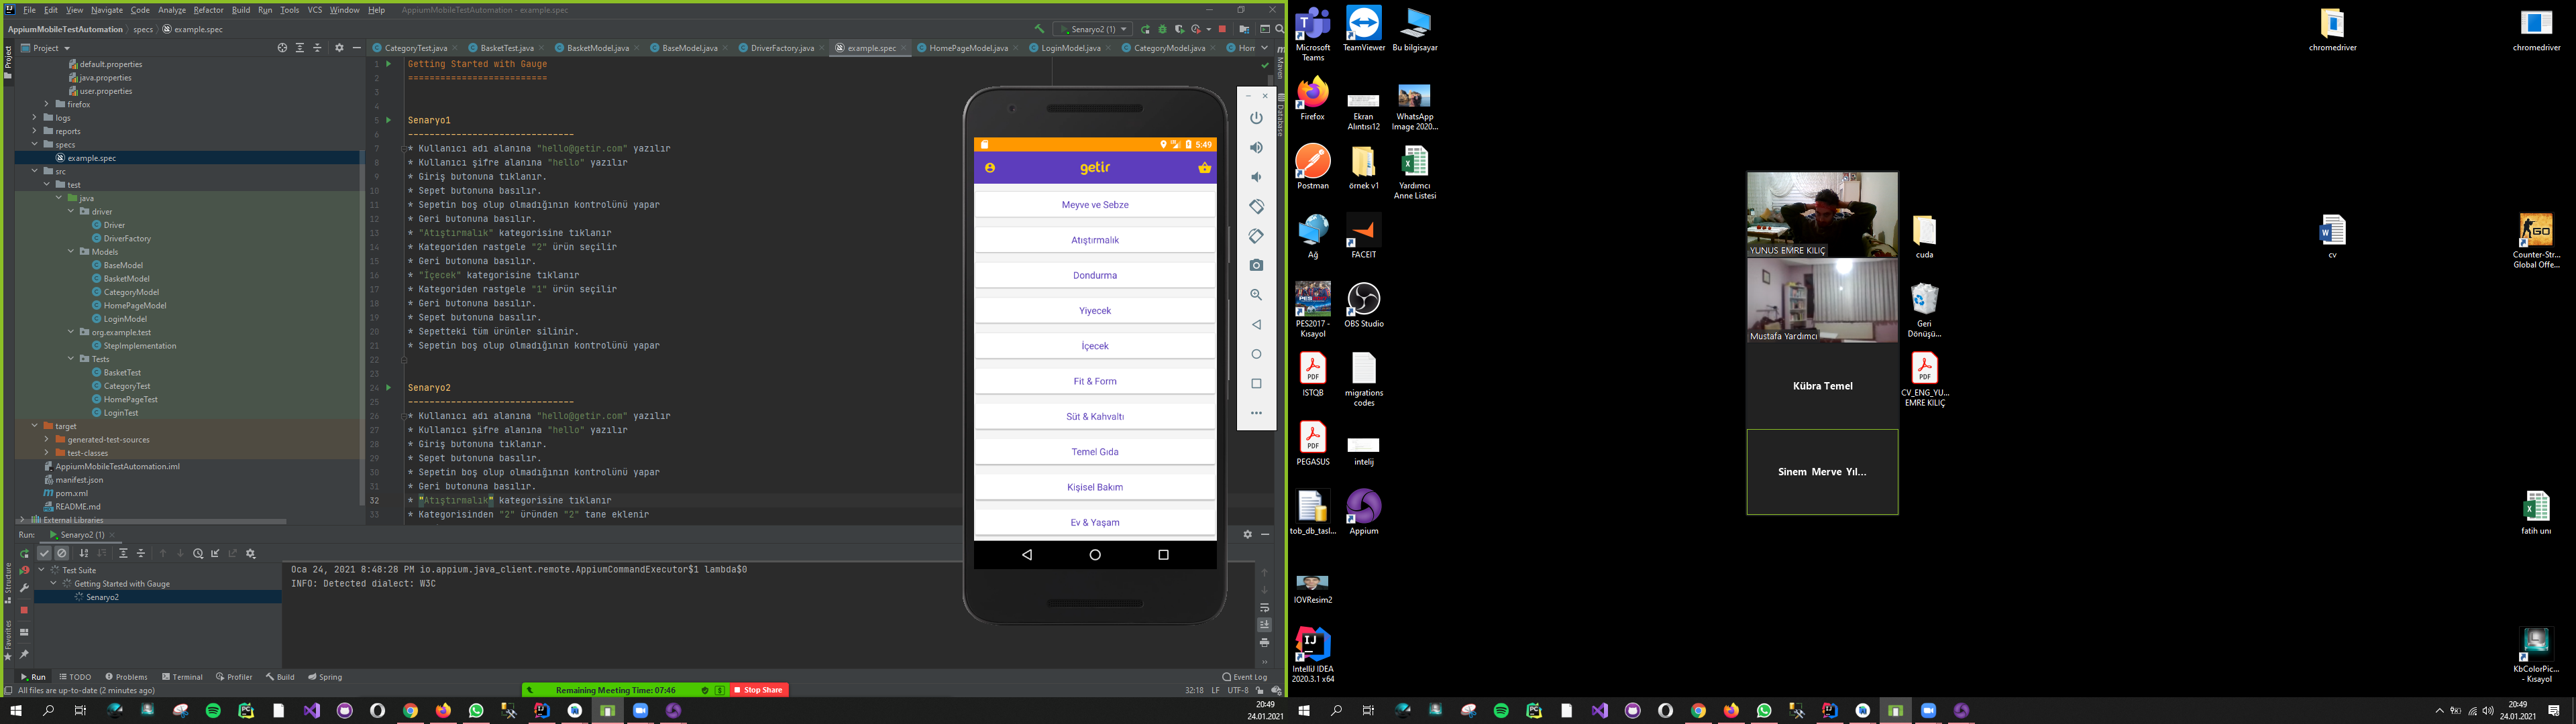 File Edit View Navigate Code Analyze Refactor Build Run Tools VCS Window Help AppiumMobileTestAutomation - example.spec
AppiumMobileTestAutomation specs example.spec
Senaryo2 (1)
Project
CategoryTest.java BasketTest.java BasketModel.java BaseModel.java DriverFactory.java example.spec HomePageModel.java LoginModel.java CategoryModel.java Hom
Project
Maven
Database
Structure
Favorites
default.properties
java.properties
user.properties
firefox
logs
reports
specs
example.spec
src
test
java
driver
Driver
DriverFactory
Models
BaseModel
BasketModel
CategoryModel
HomePageModel
LoginModel
org.example.test
StepImplementation
Tests
BasketTest
CategoryTest
HomePageTest
LoginTest
target
generated-test-sources
test-classes
AppiumMobileTestAutomation.iml
manifest.json
pom.xml
README.md
External Libraries
1 Getting Started with Gauge
2 ==========================
3
4
5 Senaryo1
6 -------------------------------
7 * Kullanıcı adı alanına "hello@getir.com" yazılır
8 * Kullanıcı şifre alanına "hello" yazılır
9 * Giriş butonuna tıklanır.
10 * Sepet butonuna basılır.
11 * Sepetin boş olup olmadığının kontrolünü yapar
12 * Geri butonuna basılır.
13 * "Atıştırmalık" kategorisine tıklanır
14 * Kategoriden rastgele "2" ürün seçilir
15 * Geri butonuna basılır.
16 * "İçecek" kategorisine tıklanır
17 * Kategoriden rastgele "1" ürün seçilir
18 * Geri butonuna basılır.
19 * Sepet butonuna basılır.
20 * Sepetteki tüm ürünler silinir.
21 * Sepetin boş olup olmadığının kontrolünü yapar
22
23
24 Senaryo2
25 -------------------------------
26 * Kullanıcı adı alanına "hello@getir.com" yazılır
27 * Kullanıcı şifre alanına "hello" yazılır
28 * Giriş butonuna tıklanır.
29 * Sepet butonuna basılır.
30 * Sepetin boş olup olmadığının kontrolünü yapar
31 * Geri butonuna basılır.
32 * "Atıştırmalık" kategorisine tıklanır
33 * Kategorisinden "2" üründen "2" tane eklenir
5:49
getir
Meyve ve Sebze
Atıştırmalık
Dondurma
Yiyecek
İçecek
Fit & Form
Süt & Kahvaltı
Temel Gıda
Kişisel Bakım
Ev & Yaşam
Run: Senaryo2 (1)
Test Suite
Getting Started with Gauge
Senaryo2
Oca 24, 2021 8:48:28 PM io.appium.java_client.remote.AppiumCommandExecutor$1 lambda$0
INFO: Detected dialect: W3C
Run TODO Problems Terminal Profiler Build Spring
Event Log
All files are up-to-date (2 minutes ago)
Remaining Meeting Time: 07:46 Stop Share
32:18 LF UTF-8
20:49
24.01.2021
Microsoft Teams
TeamViewer
Bu bilgisayar
Firefox
Ekran Alıntısı12
WhatsApp Image 2020...
Postman
örnek v1
Yardımcı Anne Listesi
Ağ
FACEIT
PES2017 - Kısayol
OBS Studio
PDF
ISTQB
migrations codes
PDF
PEGASUS
intelij
tob_db_tasl...
Appium
IOVResim2
IntelliJ IDEA 2020.3.1 x64
YUNUS EMRE KILIÇ
Mustafa Yardımcı
Kübra Temel
Sinem Merve Yıl...
cuda
Geri Dönüşü...
PDF
CV_ENG_YU... EMRE KILIÇ
chromedriver
chromedriver
cv
GO
Counter-Str... Global Offe...
fatih uni
KbColorPic... - Kısayol
20:49
24.01.2021